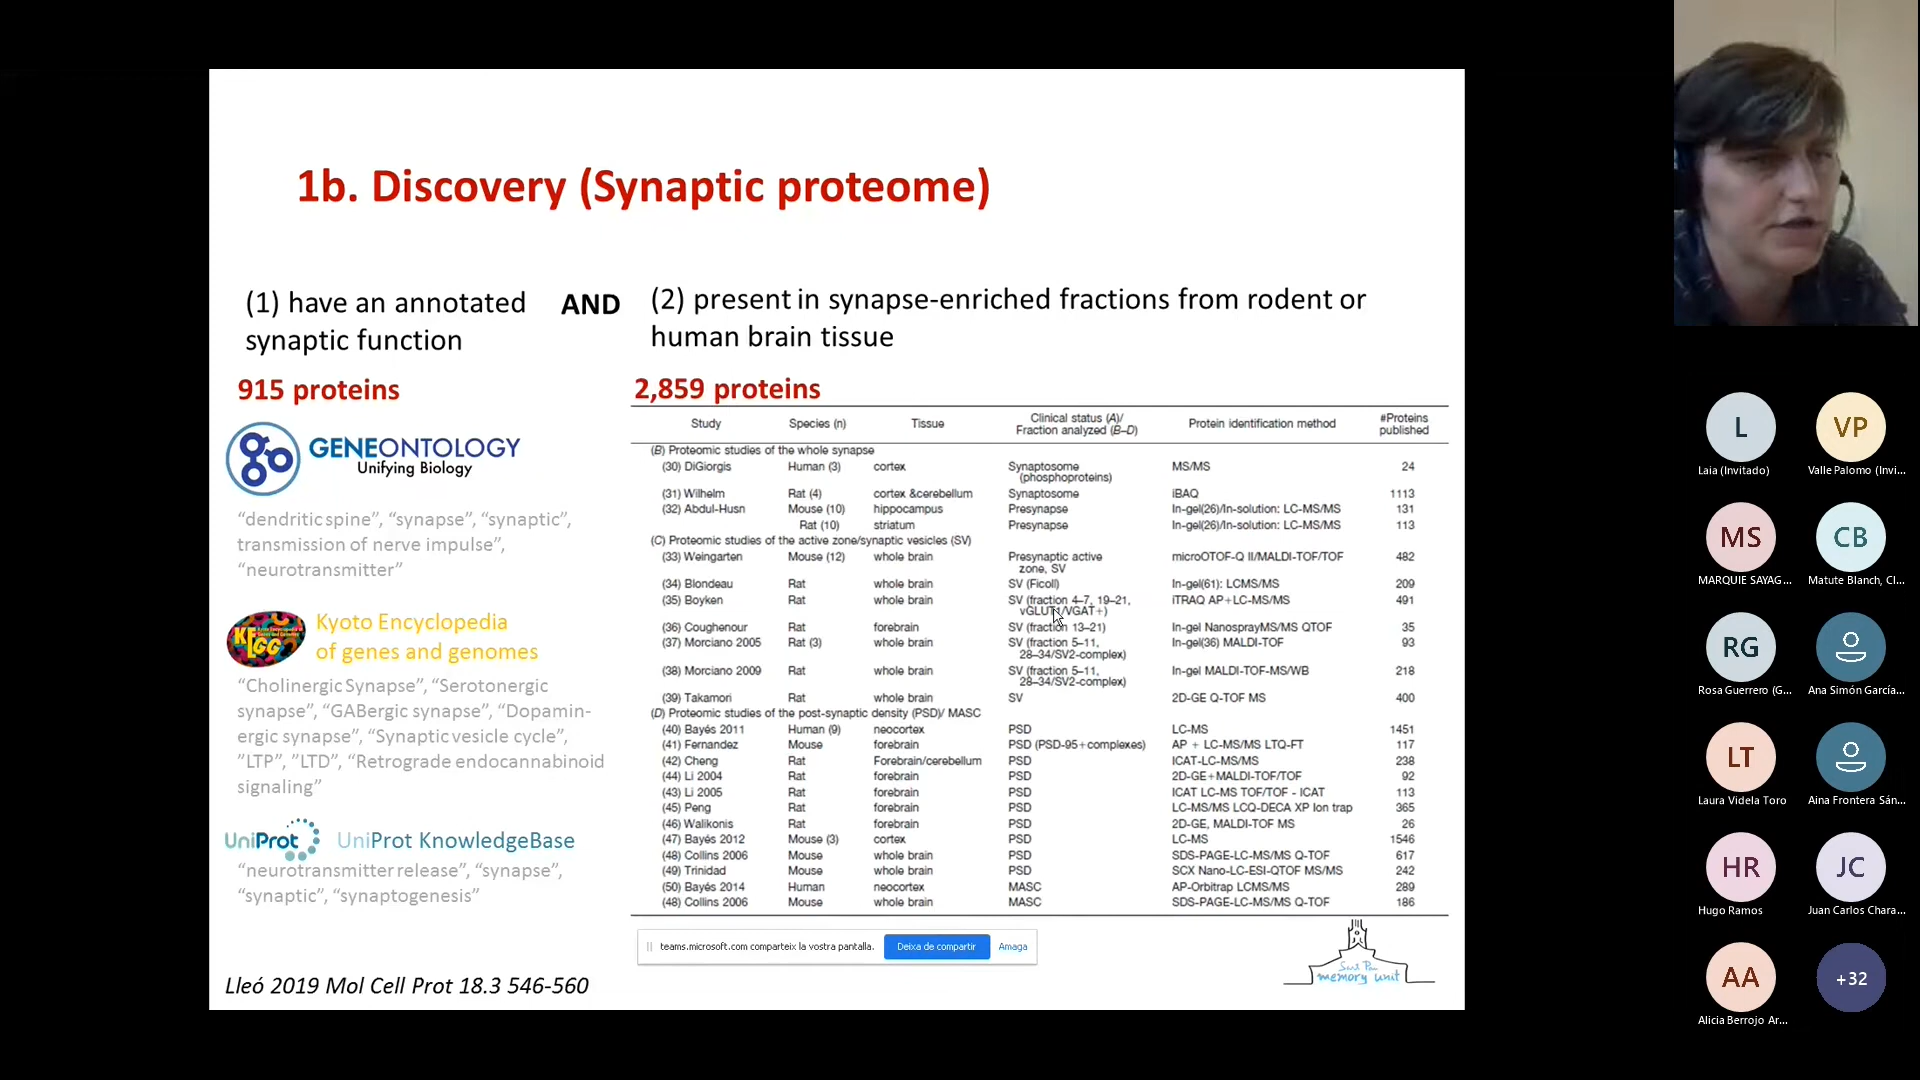 1b. Discovery (Synaptic proteome)
(1) have an annotated
synaptic function
AND
(2) present in synapse-enriched fractions from rodent or
human brain tissue
915 proteins
GENEONTOLOGY
Unifying Biology
"dendritic spine", "synapse", "synaptic",
transmission of nerve impulse",
"neurotransmitter"
KEGG
Kyoto Encyclopedia
of genes and genomes
"Cholinergic Synapse", "Serotonergic
synapse", "GABergic synapse", "Dopamin-
ergic synapse", "Synaptic vesicle cycle",
"LTP", "LTD", "Retrograde endocannabinoid
signaling"
UniProt
UniProt KnowledgeBase
"neurotransmitter release", "synapse",
"synaptic", "synaptogenesis"
Lleó 2019 Mol Cell Prot 18.3 546-560
2,859 proteins
Study Species (n) Tissue Clinical status (A)/ Fraction analyzed (B–D) Protein identification method #Proteins published
(B) Proteomic studies of the whole synapse
(30) DiGiorgis Human (3) cortex Synaptosome (phosphoproteins) MS/MS 24
(31) Wilhelm Rat (4) cortex &cerebellum Synaptosome iBAQ 1113
(32) Abdul-Husn Mouse (10) hippocampus Presynapse In-gel(26)/In-solution: LC-MS/MS 131
Rat (10) striatum Presynapse In-gel(26)/In-solution: LC-MS/MS 113
(C) Proteomic studies of the active zone/synaptic vesicles (SV)
(33) Weingarten Mouse (12) whole brain Presynaptic active zone, SV microOTOF-Q II/MALDI-TOF/TOF 482
(34) Blondeau Rat whole brain SV (Ficoll) In-gel(61): LCMS/MS 209
(35) Boyken Rat whole brain SV (fraction 4–7, 19–21, vGLUT1/VGAT+) iTRAQ AP+LC-MS/MS 491
(36) Coughenour Rat forebrain SV (fraction 13–21) In-gel NanosprayMS/MS QTOF 35
(37) Morciano 2005 Rat (3) whole brain SV (fraction 5–11, 28–34/SV2-complex) In-gel(36) MALDI-TOF 93
(38) Morciano 2009 Rat whole brain SV (fraction 5–11, 28–34/SV2-complex) In-gel MALDI-TOF-MS/WB 218
(39) Takamori Rat whole brain SV 2D-GE Q-TOF MS 400
(D) Proteomic studies of the post-synaptic density (PSD)/ MASC
(40) Bayés 2011 Human (9) neocortex PSD LC-MS 1451
(41) Fernandez Mouse forebrain PSD (PSD-95+complexes) AP + LC-MS/MS LTQ-FT 117
(42) Cheng Rat Forebrain/cerebellum PSD ICAT-LC-MS/MS 238
(44) Li 2004 Rat forebrain PSD 2D-GE+MALDI-TOF/TOF 92
(43) Li 2005 Rat forebrain PSD ICAT LC-MS TOF/TOF - ICAT 113
(45) Peng Rat forebrain PSD LC-MS/MS LCQ-DECA XP Ion trap 365
(46) Walikonis Rat forebrain PSD 2D-GE, MALDI-TOF MS 26
(47) Bayés 2012 Mouse (3) cortex PSD LC-MS 1546
(48) Collins 2006 Mouse whole brain PSD SDS-PAGE-LC-MS/MS Q-TOF 617
(49) Trinidad Mouse whole brain PSD SCX Nano-LC-ESI-QTOF MS/MS 242
(50) Bayés 2014 Human neocortex MASC AP-Orbitrap LCMS/MS 289
(48) Collins 2006 Mouse whole brain MASC SDS-PAGE-LC-MS/MS Q-TOF 186
teams.microsoft.com comparteix la vostra pantalla. Deixa de compartir Amaga
Sant Pau
memory unit
L VP
Laia (Invitado) Valle Palomo (Invi...
MS CB
MARQUIE SAYAG... Matute Blanch, Cl...
RG
Rosa Guerrero (G... Ana Simón García...
LT
Laura Videla Toro Aina Frontera Sán...
HR JC
Hugo Ramos Juan Carlos Chara...
AA +32
Alicia Berrojo Ar...